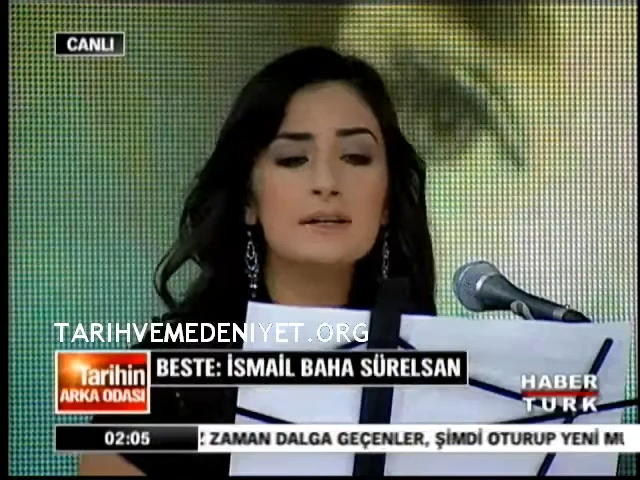 CANLI
TARIHVEMEDENIYET.ORG
Tarihin
ARKA ODASI
BESTE: İSMAİL BAHA SÜRELSAN
HABER
TÜRK
02:05
ZAMAN DALGA GEÇENLER, ŞİMDİ OTURUP YENİ